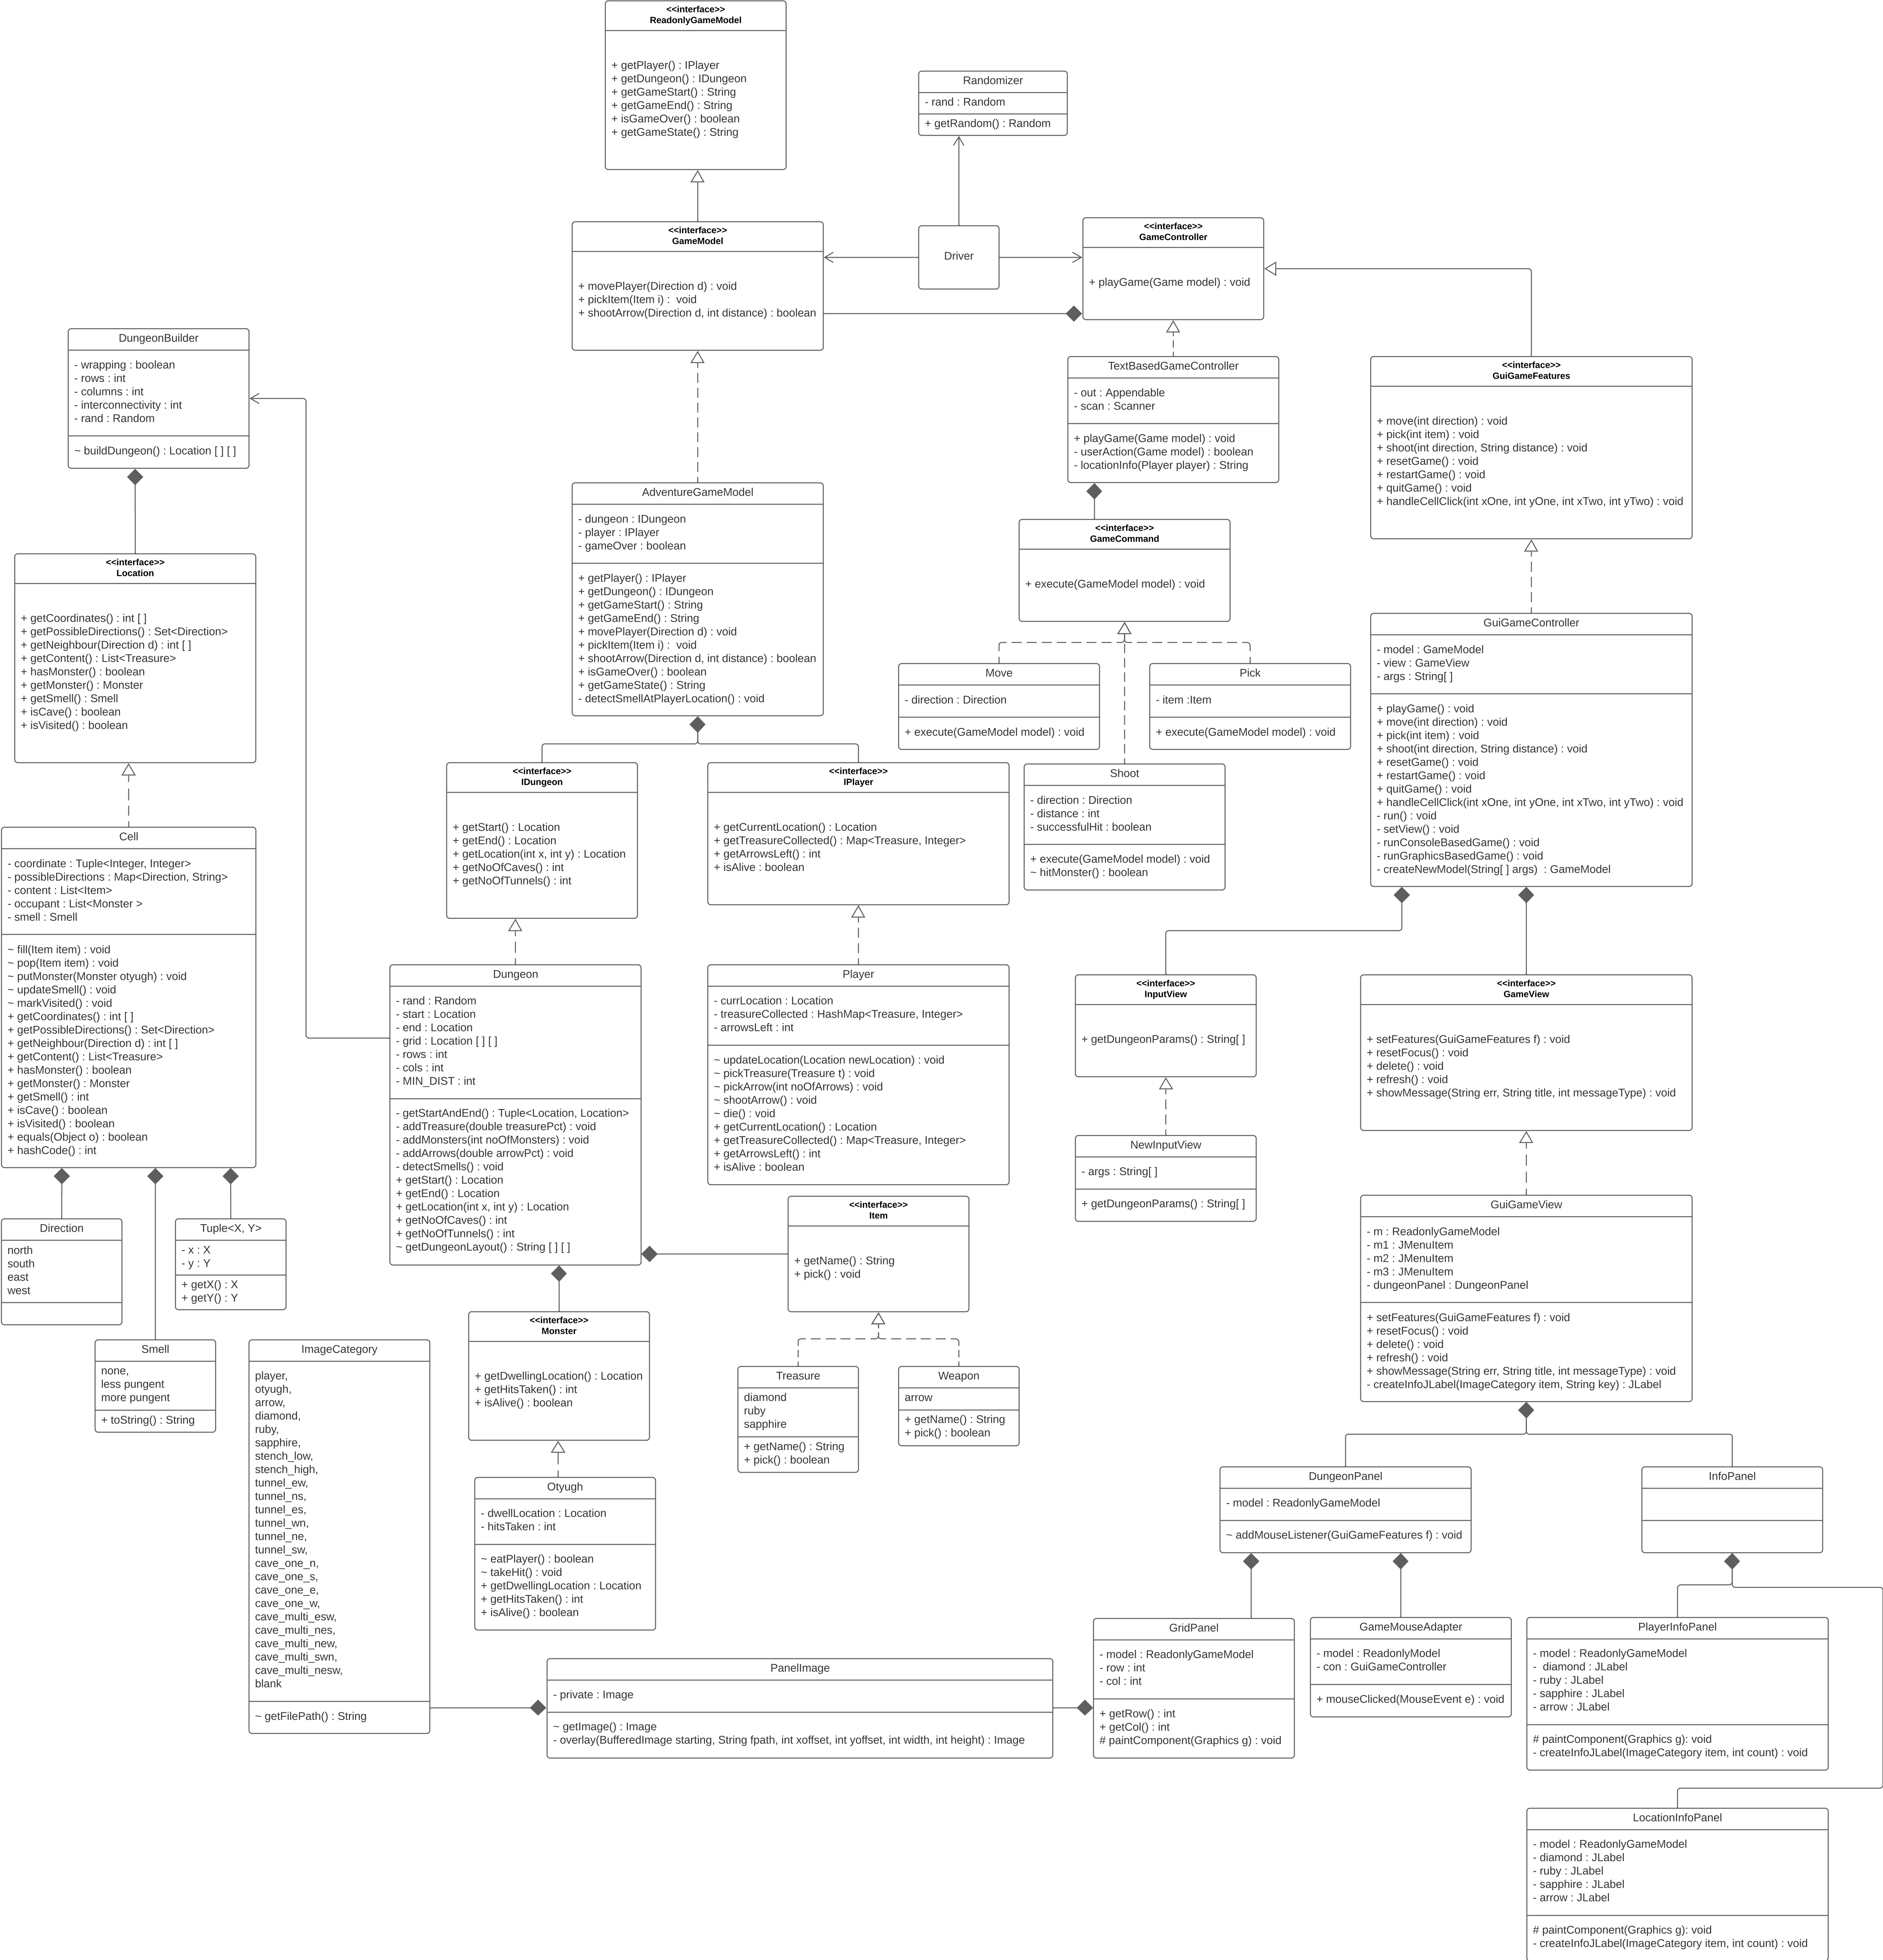 <<interface>>
ReadonlyGameModel
+ getPlayer() : IPlayer
+ getDungeon() : IDungeon
+ getGameStart() : String
+ getGameEnd() : String
+ isGameOver() : boolean
+ getGameState() : String
Randomizer
- rand : Random
+ getRandom() : Random
<<interface>>
GameModel
+ movePlayer(Direction d) : void
+ pickItem(Item i) :  void
+ shootArrow(Direction d, int distance) : boolean
Driver
<<interface>>
GameController
+ playGame(Game model) : void
DungeonBuilder
- wrapping : boolean
- rows : int
- columns : int
- interconnectivity : int
- rand : Random
~ buildDungeon() : Location [ ] [ ]
TextBasedGameController
- out : Appendable
- scan : Scanner
+ playGame(Game model) : void
- userAction(Game model) : boolean
- locationInfo(Player player) : String
<<interface>>
GuiGameFeatures
+ move(int direction) : void
+ pick(int item) : void
+ shoot(int direction, String distance) : void
+ resetGame() : void
+ restartGame() : void
+ quitGame() : void
+ handleCellClick(int xOne, int yOne, int xTwo, int yTwo) : void
AdventureGameModel
- dungeon : IDungeon
- player : IPlayer
- gameOver : boolean
+ getPlayer() : IPlayer
+ getDungeon() : IDungeon
+ getGameStart() : String
+ getGameEnd() : String
+ movePlayer(Direction d) : void
+ pickItem(Item i) :  void
+ shootArrow(Direction d, int distance) : boolean
+ isGameOver() : boolean
+ getGameState() : String
- detectSmellAtPlayerLocation() : void
<<interface>>
GameCommand
+ execute(GameModel model) : void
<<interface>>
Location
+ getCoordinates() : int [ ]
+ getPossibleDirections() : Set<Direction>
+ getNeighbour(Direction d) : int [ ]
+ getContent() : List<Treasure>
+ hasMonster() : boolean
+ getMonster() : Monster
+ getSmell() : Smell
+ isCave() : boolean
+ isVisited() : boolean
GuiGameController
- model : GameModel
- view : GameView
- args : String[ ]
+ playGame() : void
+ move(int direction) : void
+ pick(int item) : void
+ shoot(int direction, String distance) : void
+ resetGame() : void
+ restartGame() : void
+ quitGame() : void
+ handleCellClick(int xOne, int yOne, int xTwo, int yTwo) : void
- run() : void
- setView() : void
- runConsoleBasedGame() : void
- runGraphicsBasedGame() : void
- createNewModel(String[ ] args)  : GameModel
Move
- direction : Direction
+ execute(GameModel model) : void
Pick
- item :Item
+ execute(GameModel model) : void
<<interface>>
IDungeon
+ getStart() : Location
+ getEnd() : Location
+ getLocation(int x, int y) : Location
+ getNoOfCaves() : int
+ getNoOfTunnels() : int
<<interface>>
IPlayer
+ getCurrentLocation() : Location
+ getTreasureCollected() : Map<Treasure, Integer>
+ getArrowsLeft() : int
+ isAlive : boolean
Shoot
- direction : Direction
- distance : int
- successfulHit : boolean
+ execute(GameModel model) : void
~ hitMonster() : boolean
Cell
- coordinate : Tuple<Integer, Integer>
- possibleDirections : Map<Direction, String>
- content : List<Item>
- occupant : List<Monster >
- smell : Smell
~ fill(Item item) : void
~ pop(Item item) : void
~ putMonster(Monster otyugh) : void
~ updateSmell() : void
~ markVisited() : void
+ getCoordinates() : int [ ]
+ getPossibleDirections() : Set<Direction>
+ getNeighbour(Direction d) : int [ ]
+ getContent() : List<Treasure>
+ hasMonster() : boolean
+ getMonster() : Monster
+ getSmell() : int
+ isCave() : boolean
+ isVisited() : boolean
+ equals(Object o) : boolean
+ hashCode() : int
Dungeon
- rand : Random
- start : Location
- end : Location
- grid : Location [ ] [ ]
- rows : int
- cols : int
- MIN_DIST : int
- getStartAndEnd() : Tuple<Location, Location>
- addTreasure(double treasurePct) : void
- addMonsters(int noOfMonsters) : void
- addArrows(double arrowPct) : void
- detectSmells() : void
+ getStart() : Location
+ getEnd() : Location
+ getLocation(int x, int y) : Location
+ getNoOfCaves() : int
+ getNoOfTunnels() : int
~ getDungeonLayout() : String [ ] [ ]
Player
- currLocation : Location
- treasureCollected : HashMap<Treasure, Integer>
- arrowsLeft : int
~ updateLocation(Location newLocation) : void
~ pickTreasure(Treasure t) : void
~ pickArrow(int noOfArrows) : void
~ shootArrow() : void
~ die() : void
+ getCurrentLocation() : Location
+ getTreasureCollected() : Map<Treasure, Integer>
+ getArrowsLeft() : int
+ isAlive : boolean
<<interface>>
InputView
+ getDungeonParams() : String[ ]
<<interface>>
GameView
+ setFeatures(GuiGameFeatures f) : void
+ resetFocus() : void
+ delete() : void
+ refresh() : void
+ showMessage(String err, String title, int messageType) : void
NewInputView
- args : String[ ]
+ getDungeonParams() : String[ ]
Direction
north
south
east
west
Tuple<X, Y>
- x : X
- y : Y
+ getX() : X
+ getY() : Y
<<interface>>
Item
+ getName() : String
+ pick() : void
GuiGameView
- m : ReadonlyGameModel
- m1 : JMenuItem
- m2 : JMenuItem
- m3 : JMenuItem
- dungeonPanel : DungeonPanel
+ setFeatures(GuiGameFeatures f) : void
+ resetFocus() : void
+ delete() : void
+ refresh() : void
+ showMessage(String err, String title, int messageType) : void
- createInfoJLabel(ImageCategory item, String key) : JLabel
Smell
none,
less pungent
more pungent
+ toString() : String
ImageCategory
player,
otyugh,
arrow,
diamond,
ruby,
sapphire,
stench_low,
stench_high,
tunnel_ew,
tunnel_ns,
tunnel_es,
tunnel_wn,
tunnel_ne,
tunnel_sw,
cave_one_n,
cave_one_s,
cave_one_e,
cave_one_w,
cave_multi_esw,
cave_multi_nes,
cave_multi_new,
cave_multi_swn,
cave_multi_nesw,
blank
~ getFilePath() : String
<<interface>>
Monster
+ getDwellingLocation() : Location
+ getHitsTaken() : int
+ isAlive() : boolean
Treasure
diamond
ruby
sapphire
+ getName() : String
+ pick() : boolean
Weapon
arrow
+ getName() : String
+ pick() : boolean
Otyugh
- dwellLocation : Location
- hitsTaken : int
~ eatPlayer() : boolean
~ takeHit() : void
+ getDwellingLocation : Location
+ getHitsTaken() : int
+ isAlive() : boolean
DungeonPanel
- model : ReadonlyGameModel
~ addMouseListener(GuiGameFeatures f) : void
InfoPanel
PanelImage
- private : Image
~ getImage() : Image
- overlay(BufferedImage starting, String fpath, int xoffset, int yoffset, int width, int height) : Image
GridPanel
- model : ReadonlyGameModel
- row : int
- col : int
+ getRow() : int
+ getCol() : int
# paintComponent(Graphics g) : void
GameMouseAdapter
- model : ReadonlyModel
- con : GuiGameController
+ mouseClicked(MouseEvent e) : void
PlayerInfoPanel
- model : ReadonlyGameModel
-  diamond : JLabel
- ruby : JLabel
- sapphire : JLabel
- arrow : JLabel
# paintComponent(Graphics g): void
- createInfoJLabel(ImageCategory item, int count) : void
LocationInfoPanel
- model : ReadonlyGameModel
- diamond : JLabel
- ruby : JLabel
- sapphire : JLabel
- arrow : JLabel
# paintComponent(Graphics g): void
- createInfoJLabel(ImageCategory item, int count) : void